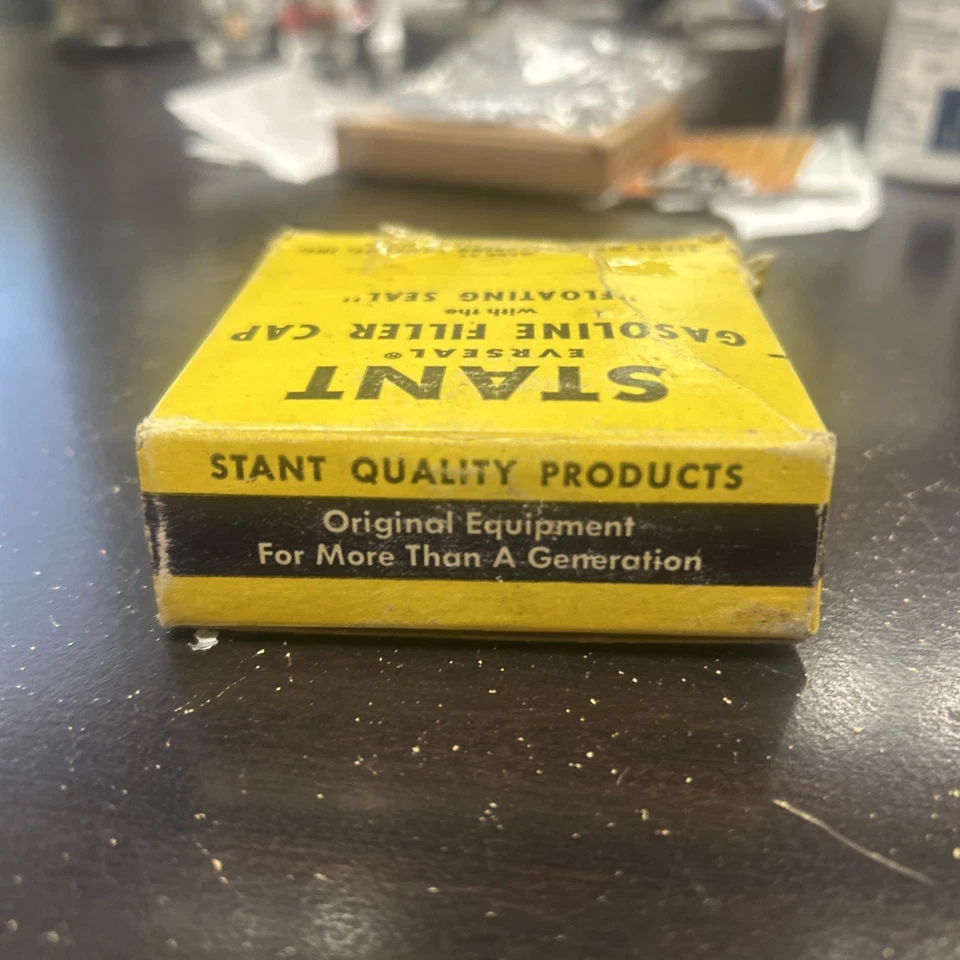 STANT
EVRSEAL®
GASOLINE FILLER CAP
with the
"FLOATING SEAL"
STANT QUALITY PRODUCTS
Original Equipment
For More Than A Generation